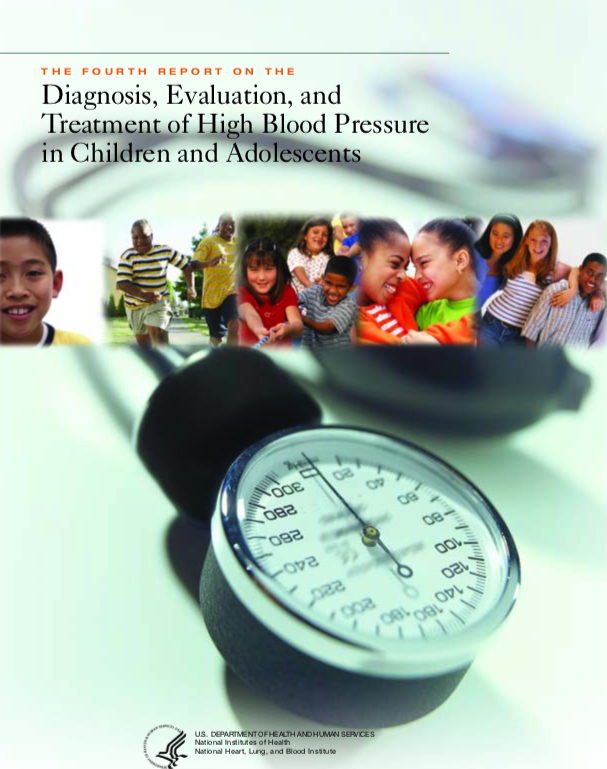 THE FOURTH REPORT ON THE
Diagnosis, Evaluation, and
Treatment of High Blood Pressure
in Children and Adolescents
300
20
40
60
80
100
120
140
160
180
200
220
240
260
280
U.S. DEPARTMENT OF HEALTH AND HUMAN SERVICES
National Institutes of Health
National Heart, Lung, and Blood Institute